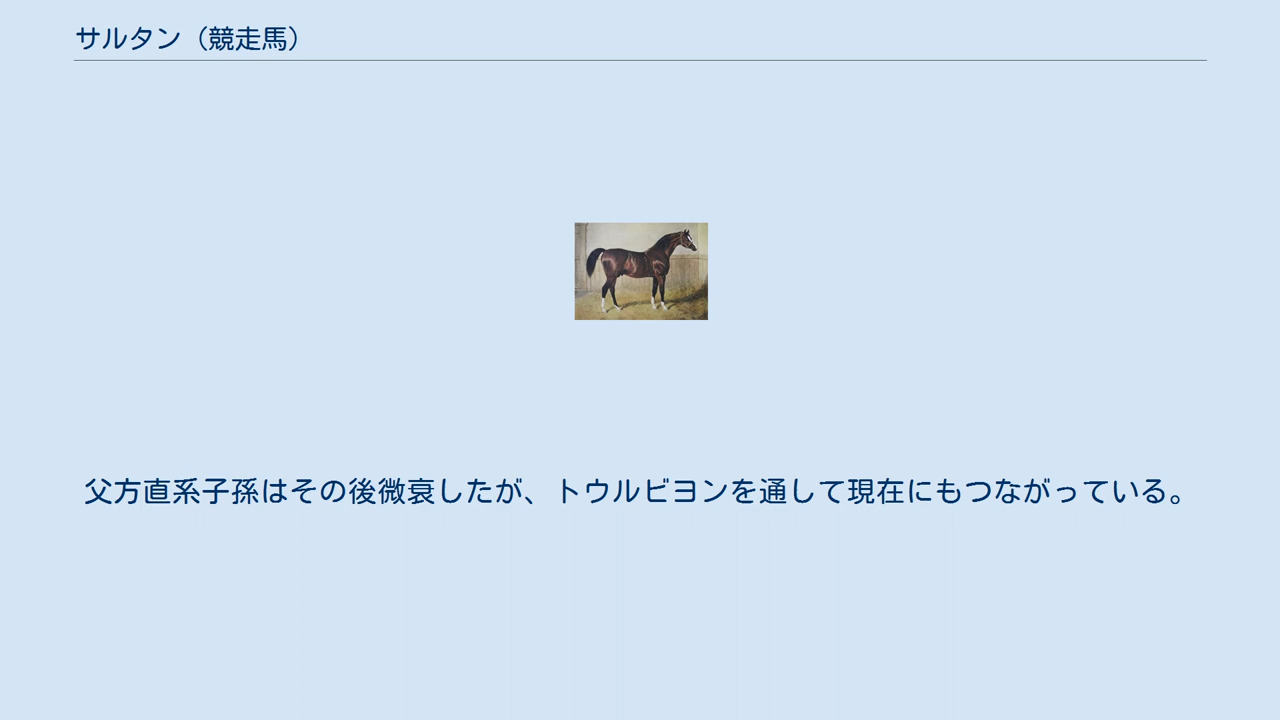 サルタン（競走馬）
父方直系子孫はその後微衰したが、トウルビヨンを通して現在にもつながっている。